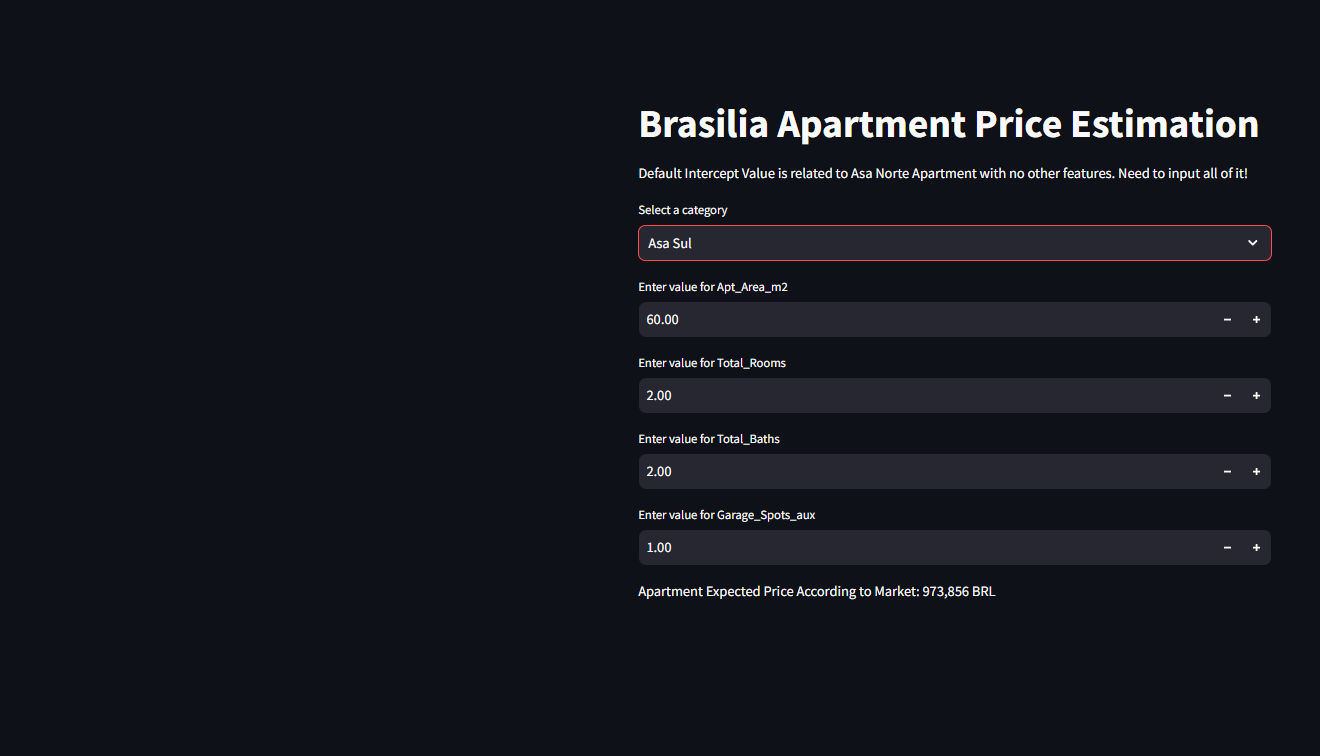 Brasilia Apartment Price Estimation
Default Intercept Value is related to Asa Norte Apartment with no other features. Need to input all of it!
Select a category
Asa Sul
Enter value for Apt_Area_m2
60.00
Enter value for Total_Rooms
2.00
Enter value for Total_Baths
2.00
Enter value for Garage_Spots_aux
1.00
Apartment Expected Price According to Market: 973,856 BRL